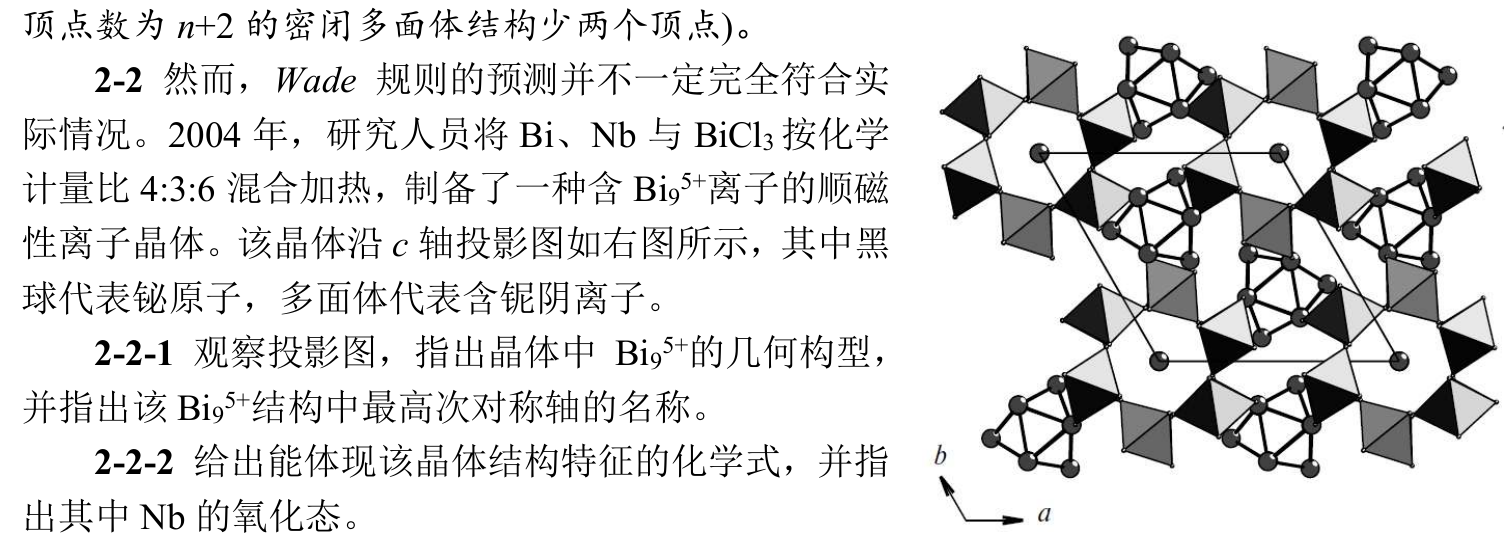 顶点数为 n+2 的密闭多面体结构少两个顶点)。
2-2 然而，Wade 规则的预测并不一定完全符合实
际情况。2004 年，研究人员将 Bi、Nb 与 BiCl₃按化学
计量比 4:3:6 混合加热，制备了一种含 Bi₉⁵⁺离子的顺磁
性离子晶体。该晶体沿 c 轴投影图如右图所示，其中黑
球代表铋原子，多面体代表含铌阴离子。
2-2-1 观察投影图，指出晶体中 Bi₉⁵⁺的几何构型，
并指出该 Bi₉⁵⁺结构中最高次对称轴的名称。
2-2-2 给出能体现该晶体结构特征的化学式，并指
出其中 Nb 的氧化态。
b
a